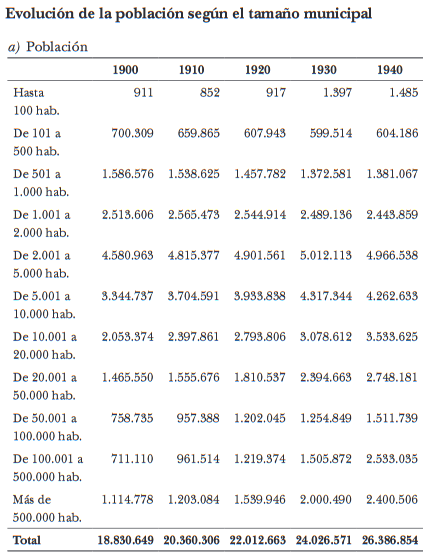 Evolución de la población según el tamaño municipal
a) Población
1900 1910 1920 1930 1940
Hasta 911 852 917 1.397 1.485
100 hab.
De 101 a 700.309 659.865 607.943 599.514 604.186
500 hab.
De 501 a 1.586.576 1.538.625 1.457.782 1.372.581 1.381.067
1.000 hab.
De 1.001 a 2.513.606 2.565.473 2.544.914 2.489.136 2.443.859
2.000 hab.
De 2.001 a 4.580.963 4.815.377 4.901.561 5.012.113 4.966.538
5.000 hab.
De 5.001 a 3.344.737 3.704.591 3.933.838 4.317.344 4.262.633
10.000 hab.
De 10.001 a 2.053.374 2.397.861 2.793.806 3.078.612 3.533.625
20.000 hab.
De 20.001 a 1.465.550 1.555.676 1.810.537 2.394.663 2.748.181
50.000 hab.
De 50.001 a 758.735 957.388 1.202.045 1.254.849 1.511.739
100.000 hab.
De 100.001 a 711.110 961.514 1.219.374 1.505.872 2.533.035
500.000 hab.
Más de 1.114.778 1.203.084 1.539.946 2.000.490 2.400.506
500.000 hab.
Total 18.830.649 20.360.306 22.012.663 24.026.571 26.386.854